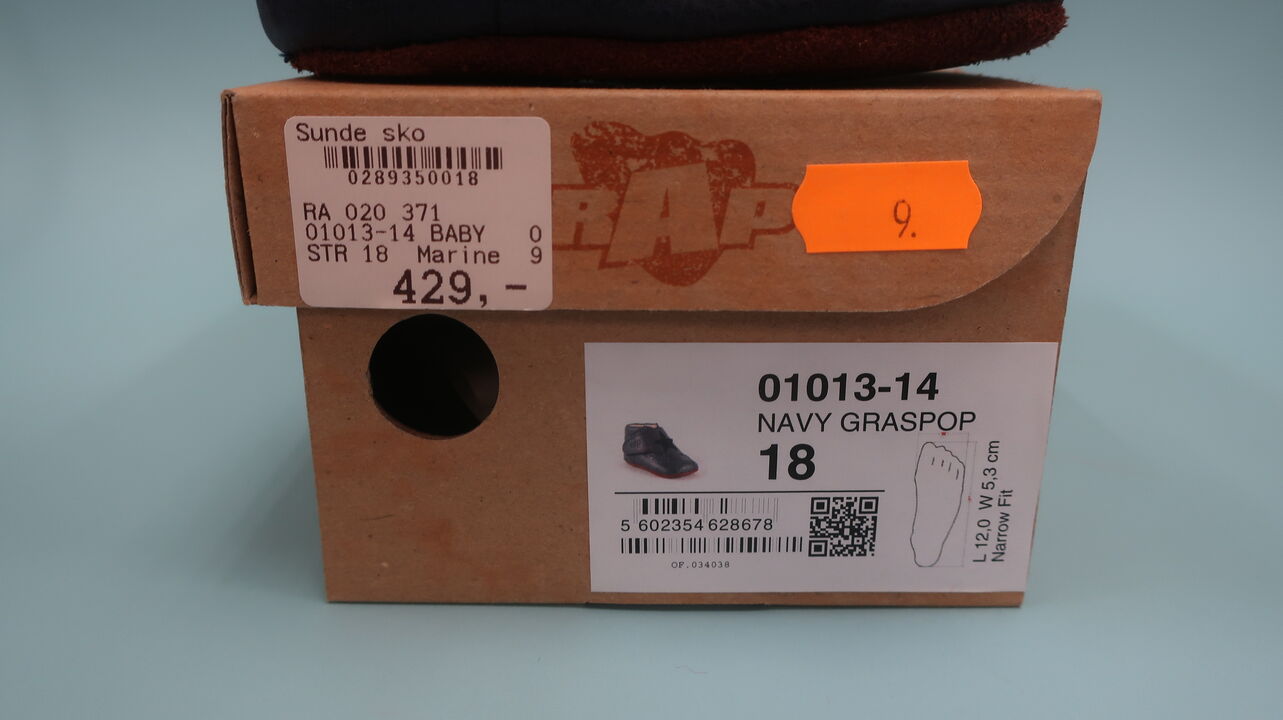 Sunde sko
0289350018
RA 020 371
01013-14 BABY 0
STR 18 Marine 9
429,-
RAP
9.
01013-14
NAVY GRASPOP
18
5 602354 628678
OF.034038
L 12,0 W 5,3 cm
Narrow Fit